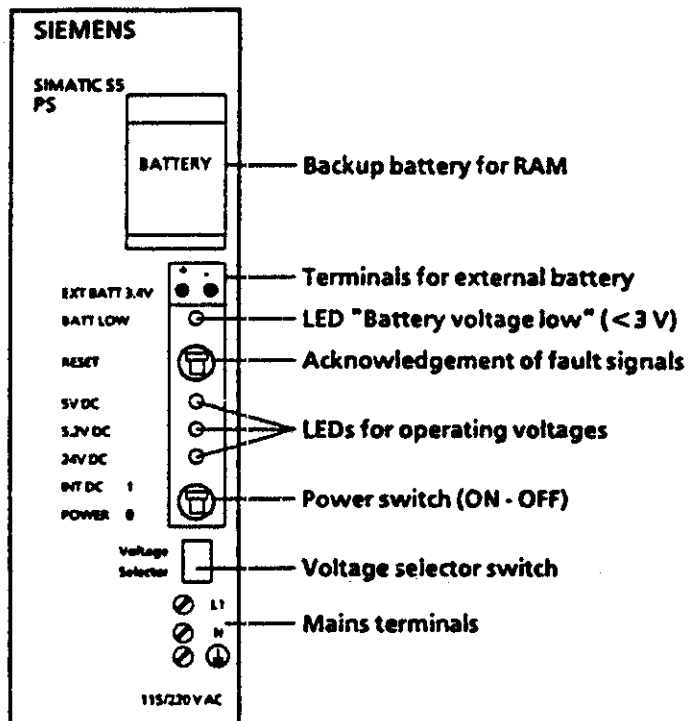 SIEMENS
SIMATIC S5
PS
BATTERY
Backup battery for RAM
+ -
Terminals for external battery
EXT BATT 3.4V
BATT LOW
LED "Battery voltage low" (<3 V)
RESET
Acknowledgement of fault signals
5V DC
5.2V DC
LEDs for operating voltages
24V DC
INT DC 1
Power switch (ON - OFF)
POWER 0
Voltage
Selector
Voltage selector switch
L1
N
Mains terminals
115/220V AC